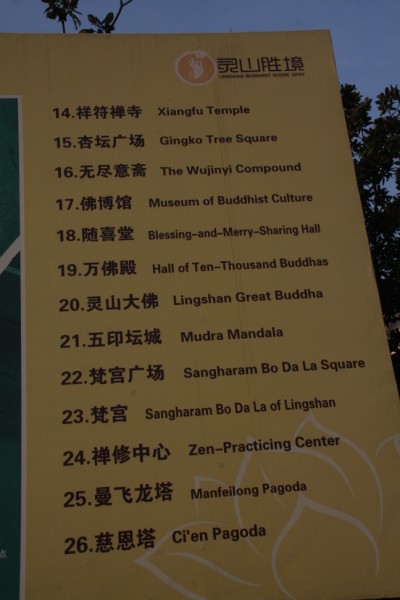 灵山胜境
LINGSHAN BUDDHIST SCENIC SPOT
14.祥符禅寺 Xiangfu Temple
15.杏坛广场 Gingko Tree Square
16.无尽意斋 The Wujinyi Compound
17.佛博馆 Museum of Buddhist Culture
18.随喜堂 Blessing-and-Merry-Sharing Hall
19.万佛殿 Hall of Ten-Thousand Buddhas
20.灵山大佛 Lingshan Great Buddha
21.五印坛城 Mudra Mandala
22.梵宫广场 Sangharam Bo Da La Square
23.梵宫 Sangharam Bo Da La of Lingshan
24.禅修中心 Zen-Practicing Center
25.曼飞龙塔 Manfeilong Pagoda
26.慈恩塔 Ci'en Pagoda